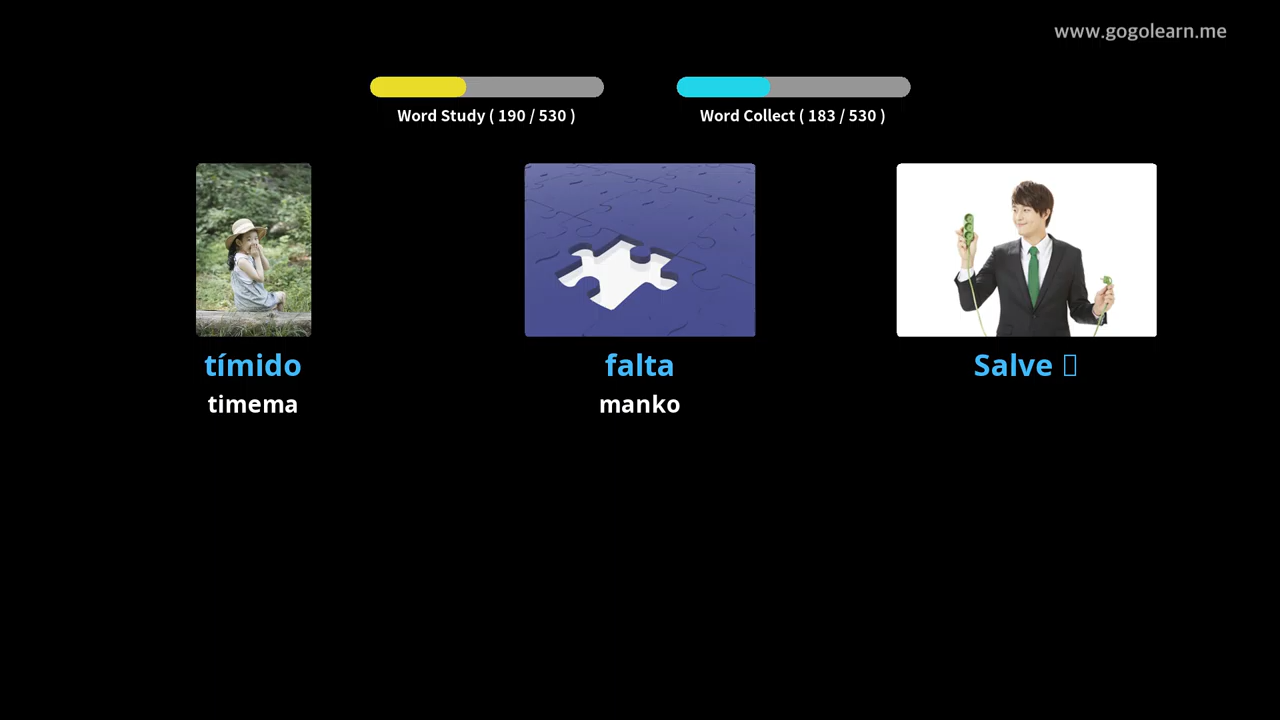 www.gogolearn.me
Word Study ( 190 / 530 )
Word Collect ( 183 / 530 )
tímido
falta
Salve
timema
manko